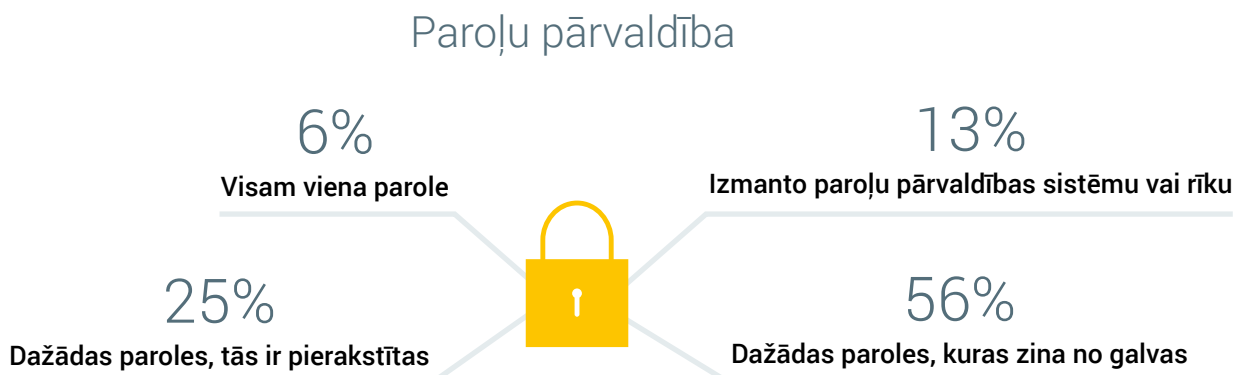 Paroļu pārvaldība
6%
Visam viena parole
13%
Izmanto paroļu pārvaldības sistēmu vai rīku
25%
Dažādas paroles, tās ir pierakstītas
56%
Dažādas paroles, kuras zina no galvas